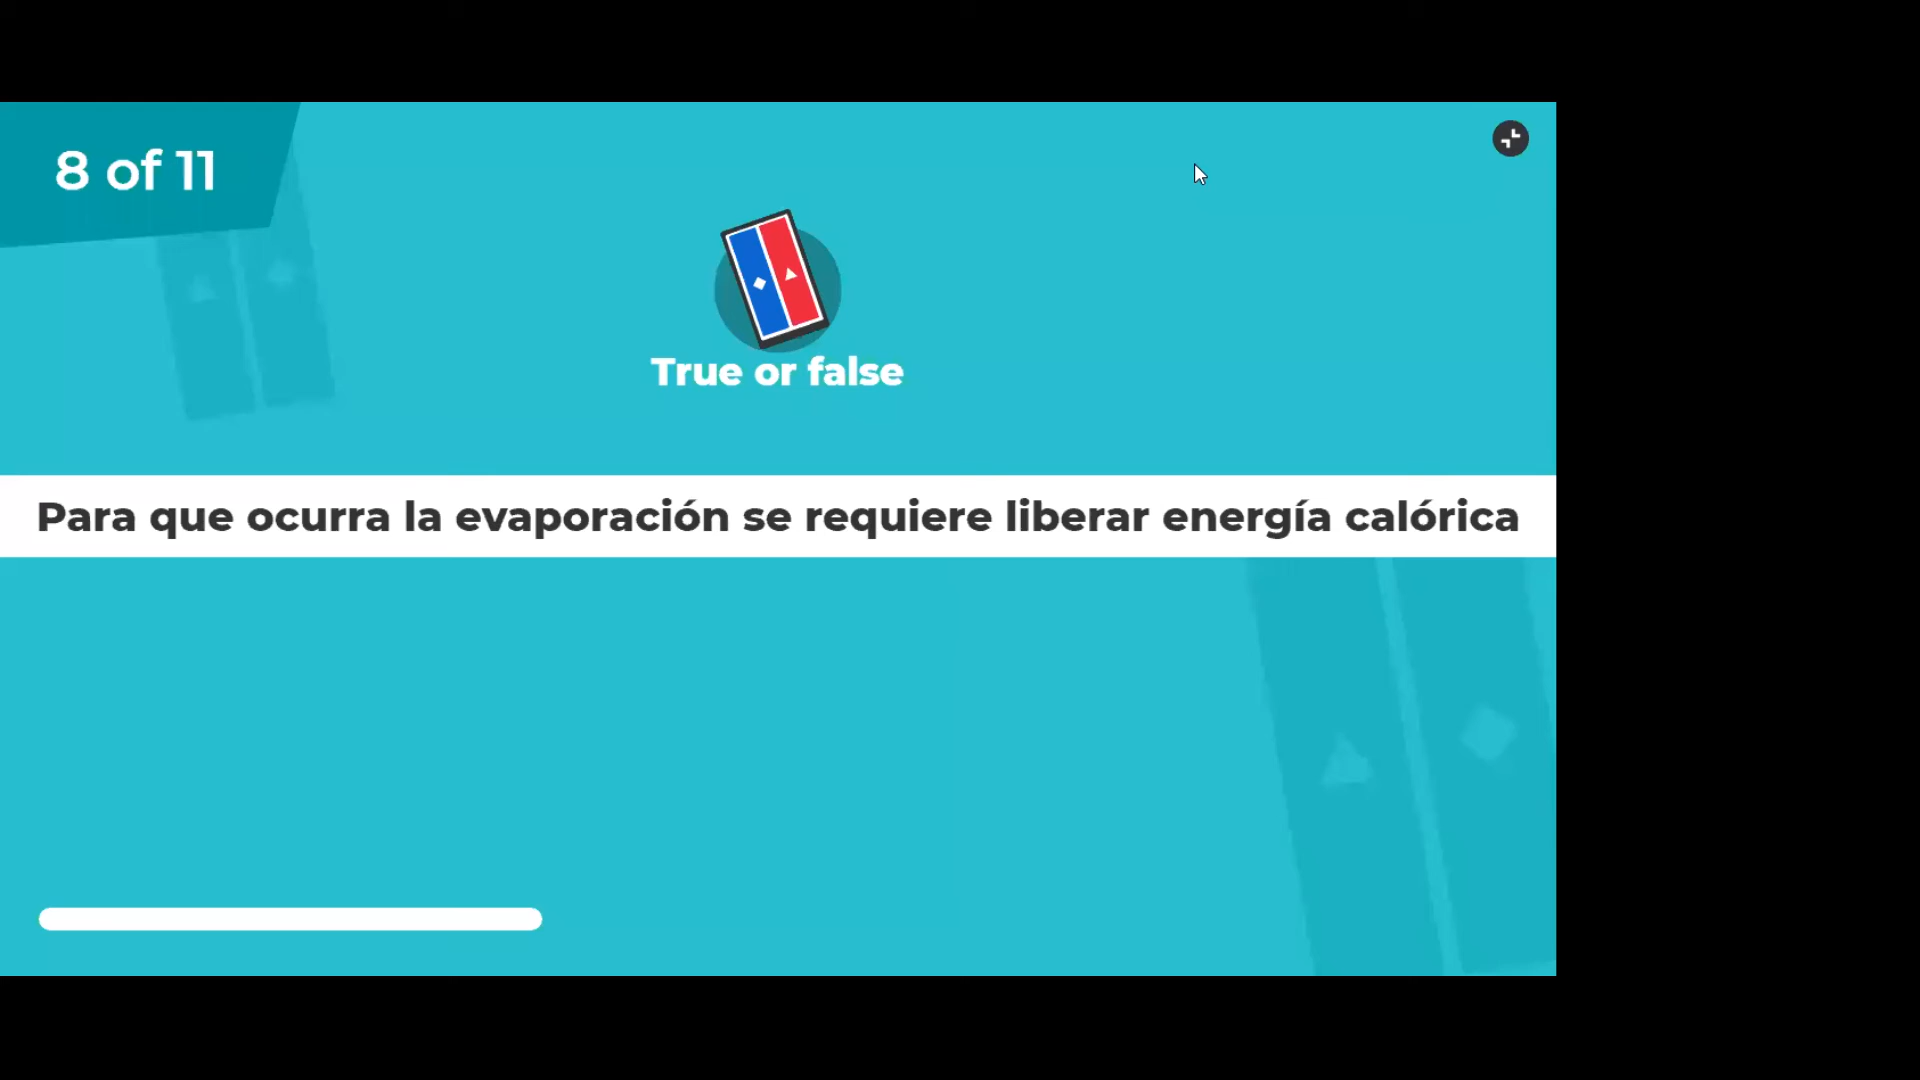 8 of 11
True or false
Para que ocurra la evaporación se requiere liberar energía calórica